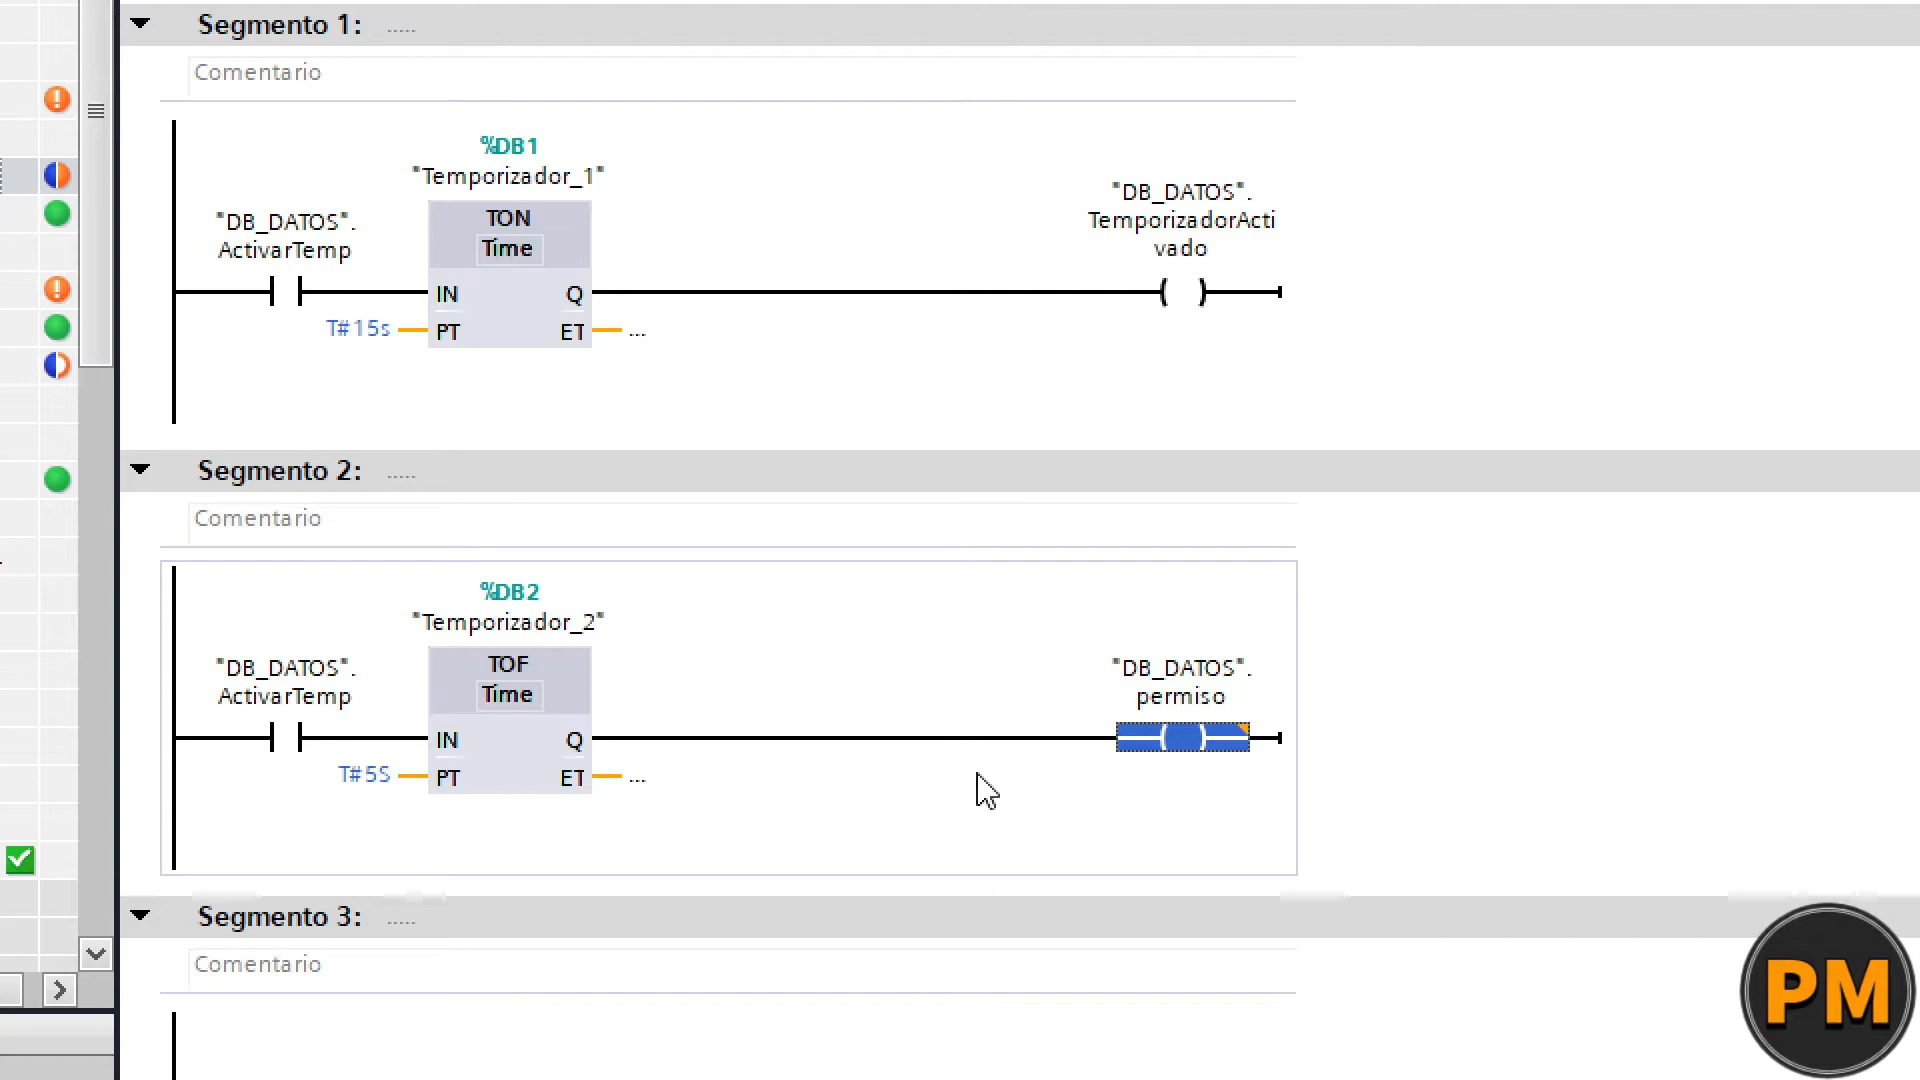 Segmento 1: .....
Comentario
%DB1
"Temporizador_1"
"DB_DATOS".
ActivarTemp
TON
Time
IN
Q
T#15s
PT
ET
...
"DB_DATOS".
TemporizadorActi
vado
Segmento 2: .....
Comentario
%DB2
"Temporizador_2"
"DB_DATOS".
ActivarTemp
TOF
Time
IN
Q
T#5S
PT
ET
...
"DB_DATOS".
permiso
Segmento 3: .....
Comentario
PM